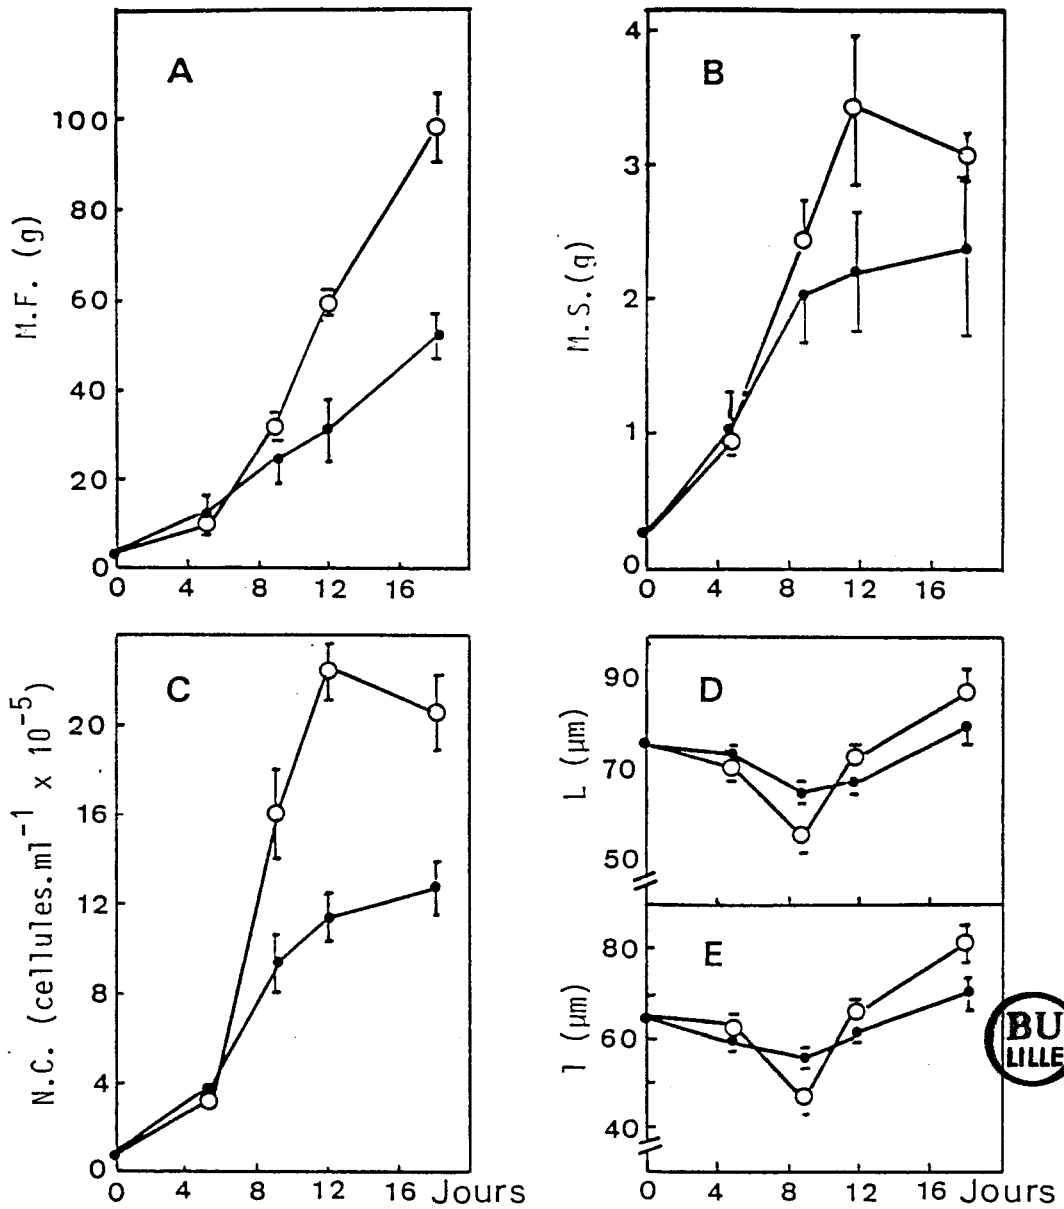 A
M.F. (g)
100
80
60
40
20
0
0 4 8 12 16
B
M.S.(g)
4
3
2
1
0
0 4 8 12 16
C
N.C. (cellules.ml⁻¹ x 10⁻⁵)
20
16
12
8
4
0
0 4 8 12 16 Jours
D
L (µm)
90
70
50
E
l (µm)
80
60
40
0 4 8 12 16 Jours
BU
LILLE